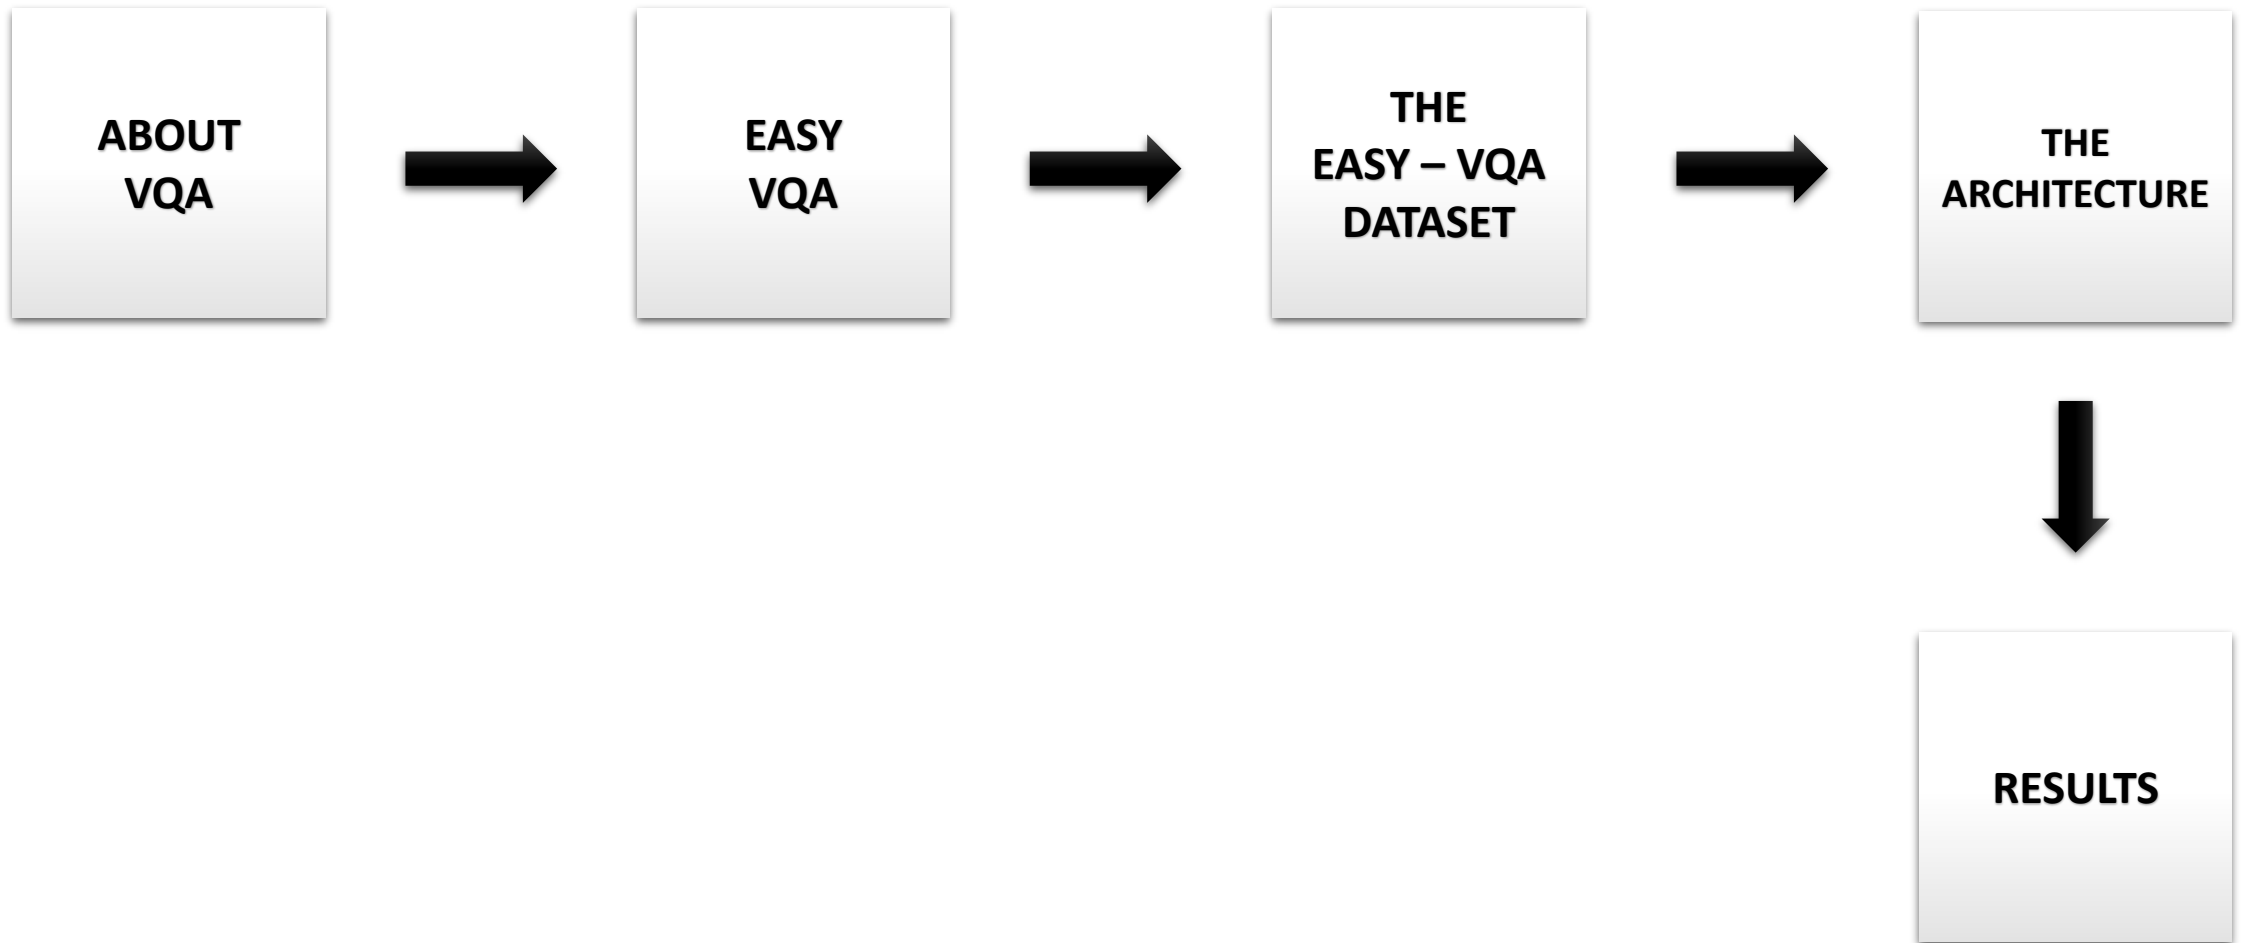 ABOUT
VQA
EASY
VQA
THE
EASY – VQA
DATASET
THE
ARCHITECTURE
RESULTS